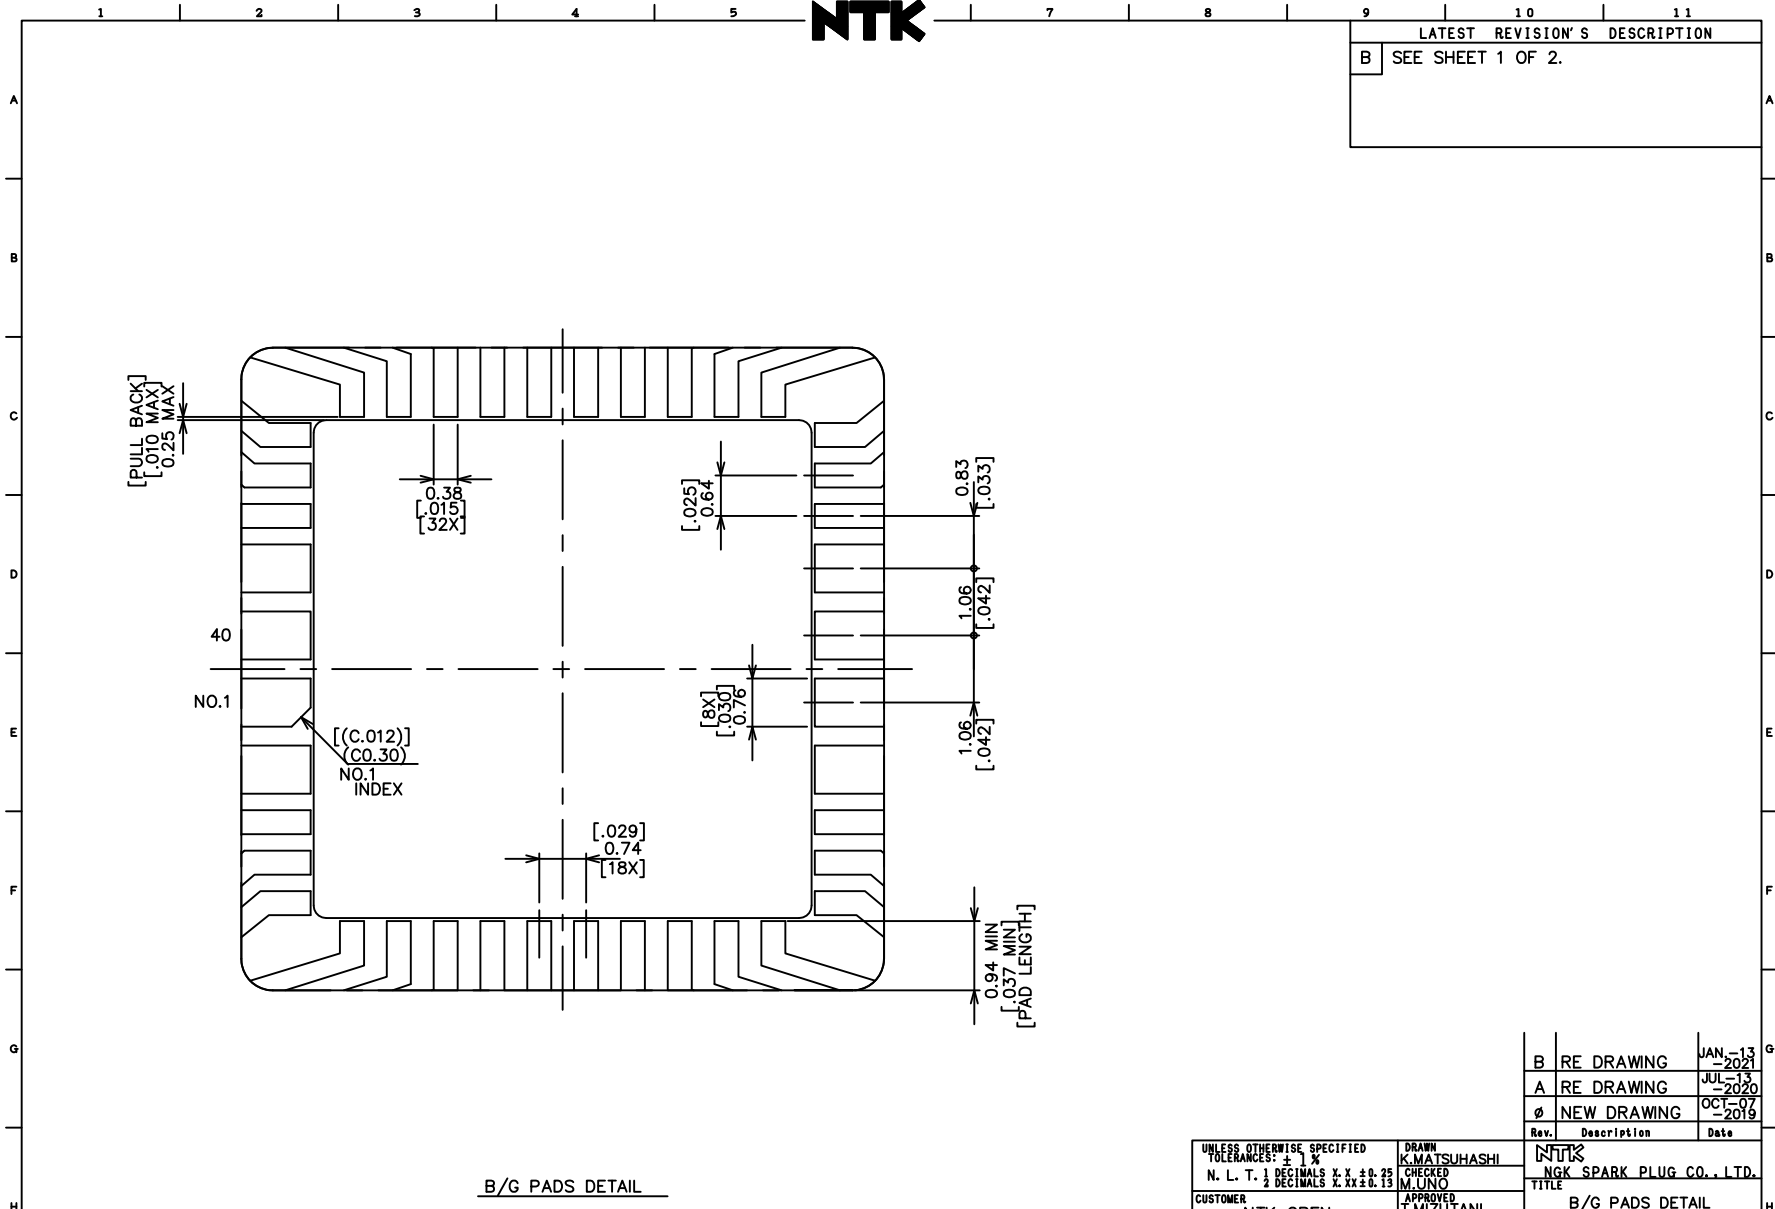 1 2 3 4 5 NTK 7 8 9 10 11
LATEST REVISION'S DESCRIPTION
B SEE SHEET 1 OF 2.
A A
B B
C C
D D
E E
F F
G G
H H
[PULL BACK]
[.010 MAX]
0.25 MAX
0.38
[.015]
[32X]
[.025]
0.64
0.83
[.033]
1.06
[.042]
1.06
[.042]
40
NO.1
[(C.012)]
(C0.30)
NO.1
INDEX
[8X]
[.030]
0.76
[.029]
0.74
[18X]
0.94 MIN
[.037 MIN]
[PAD LENGTH]
B/G PADS DETAIL
B RE DRAWING JAN.-13-2021
A RE DRAWING JUL-13-2020
Ø NEW DRAWING OCT-07-2019
Rev. Description Date
UNLESS OTHERWISE SPECIFIED
TOLERANCES: ± 1 %
N. L. T. 1 DECIMALS X.X ±0.25
2 DECIMALS X.XX±0.13
CUSTOMER
NTK OPEN
DRAWN
K.MATSUHASHI
CHECKED
M.UNO
APPROVED
T.MIZUTANI
NTK
NGK SPARK PLUG CO., LTD.
TITLE
B/G PADS DETAIL